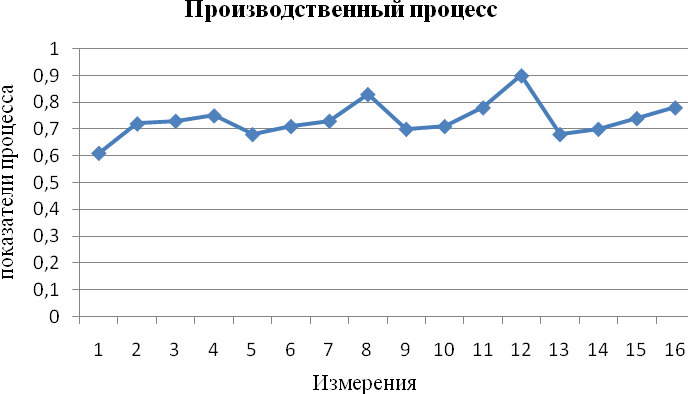 Производственный процесс
показатели процесса
1
0,9
0,8
0,7
0,6
0,5
0,4
0,3
0,2
0,1
0
1 2 3 4 5 6 7 8 9 10 11 12 13 14 15 16
Измерения